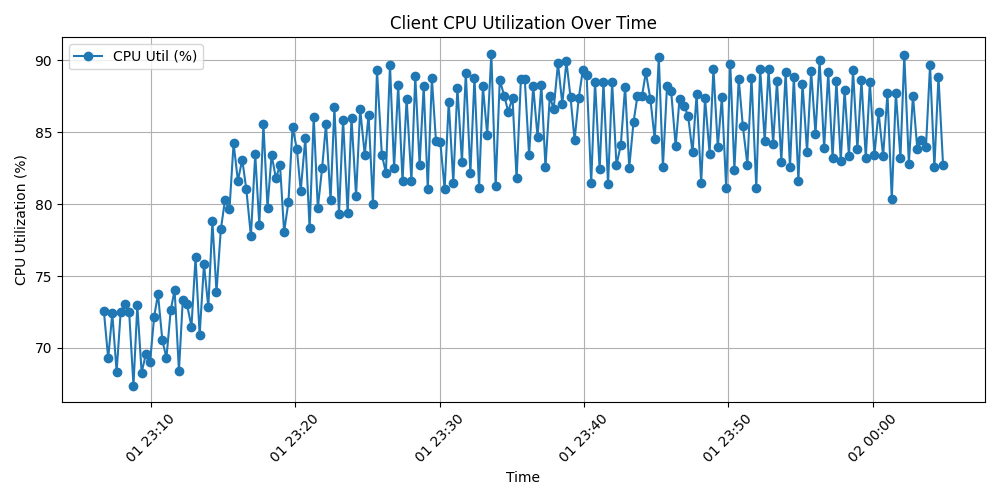 Client CPU Utilization Over Time
CPU Util (%)
CPU Utilization (%)
90
85
80
75
70
01 23:10
01 23:20
01 23:30
01 23:40
01 23:50
02 00:00
Time